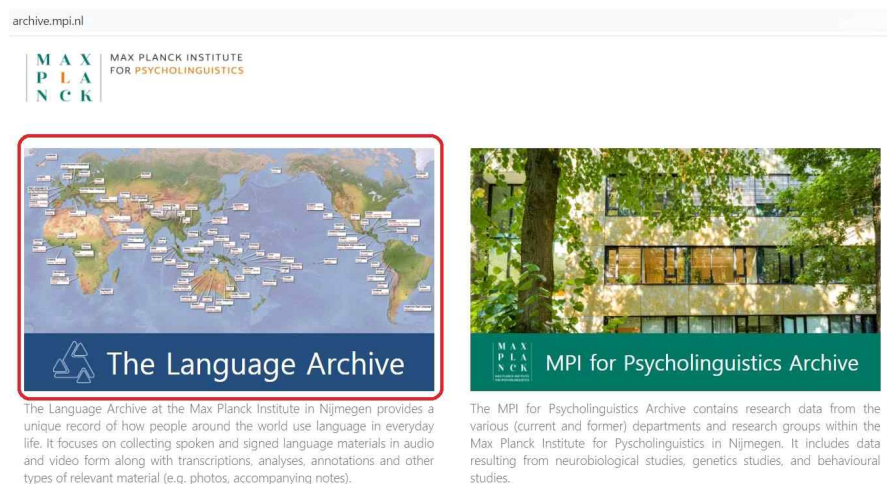 archive.mpi.nl
MAX
PLA
NCK
MAX PLANCK INSTITUTE
FOR PSYCHOLINGUISTICS
The Language Archive
The Language Archive at the Max Planck Institute in Nijmegen provides a
unique record of how people around the world use language in everyday
life. It focuses on collecting spoken and signed language materials in audio
and video form along with transcriptions, analyses, annotations and other
types of relevant material (e.g. photos, accompanying notes).
MAX
PLA
NCK
MPI for Psycholinguistics Archive
The MPI for Psycholinguistics Archive contains research data from the
various (current and former) departments and research groups within the
Max Planck Institute for Pyscholinguistics in Nijmegen. It includes data
resulting from neurobiological studies, genetics studies, and behavioural
studies.